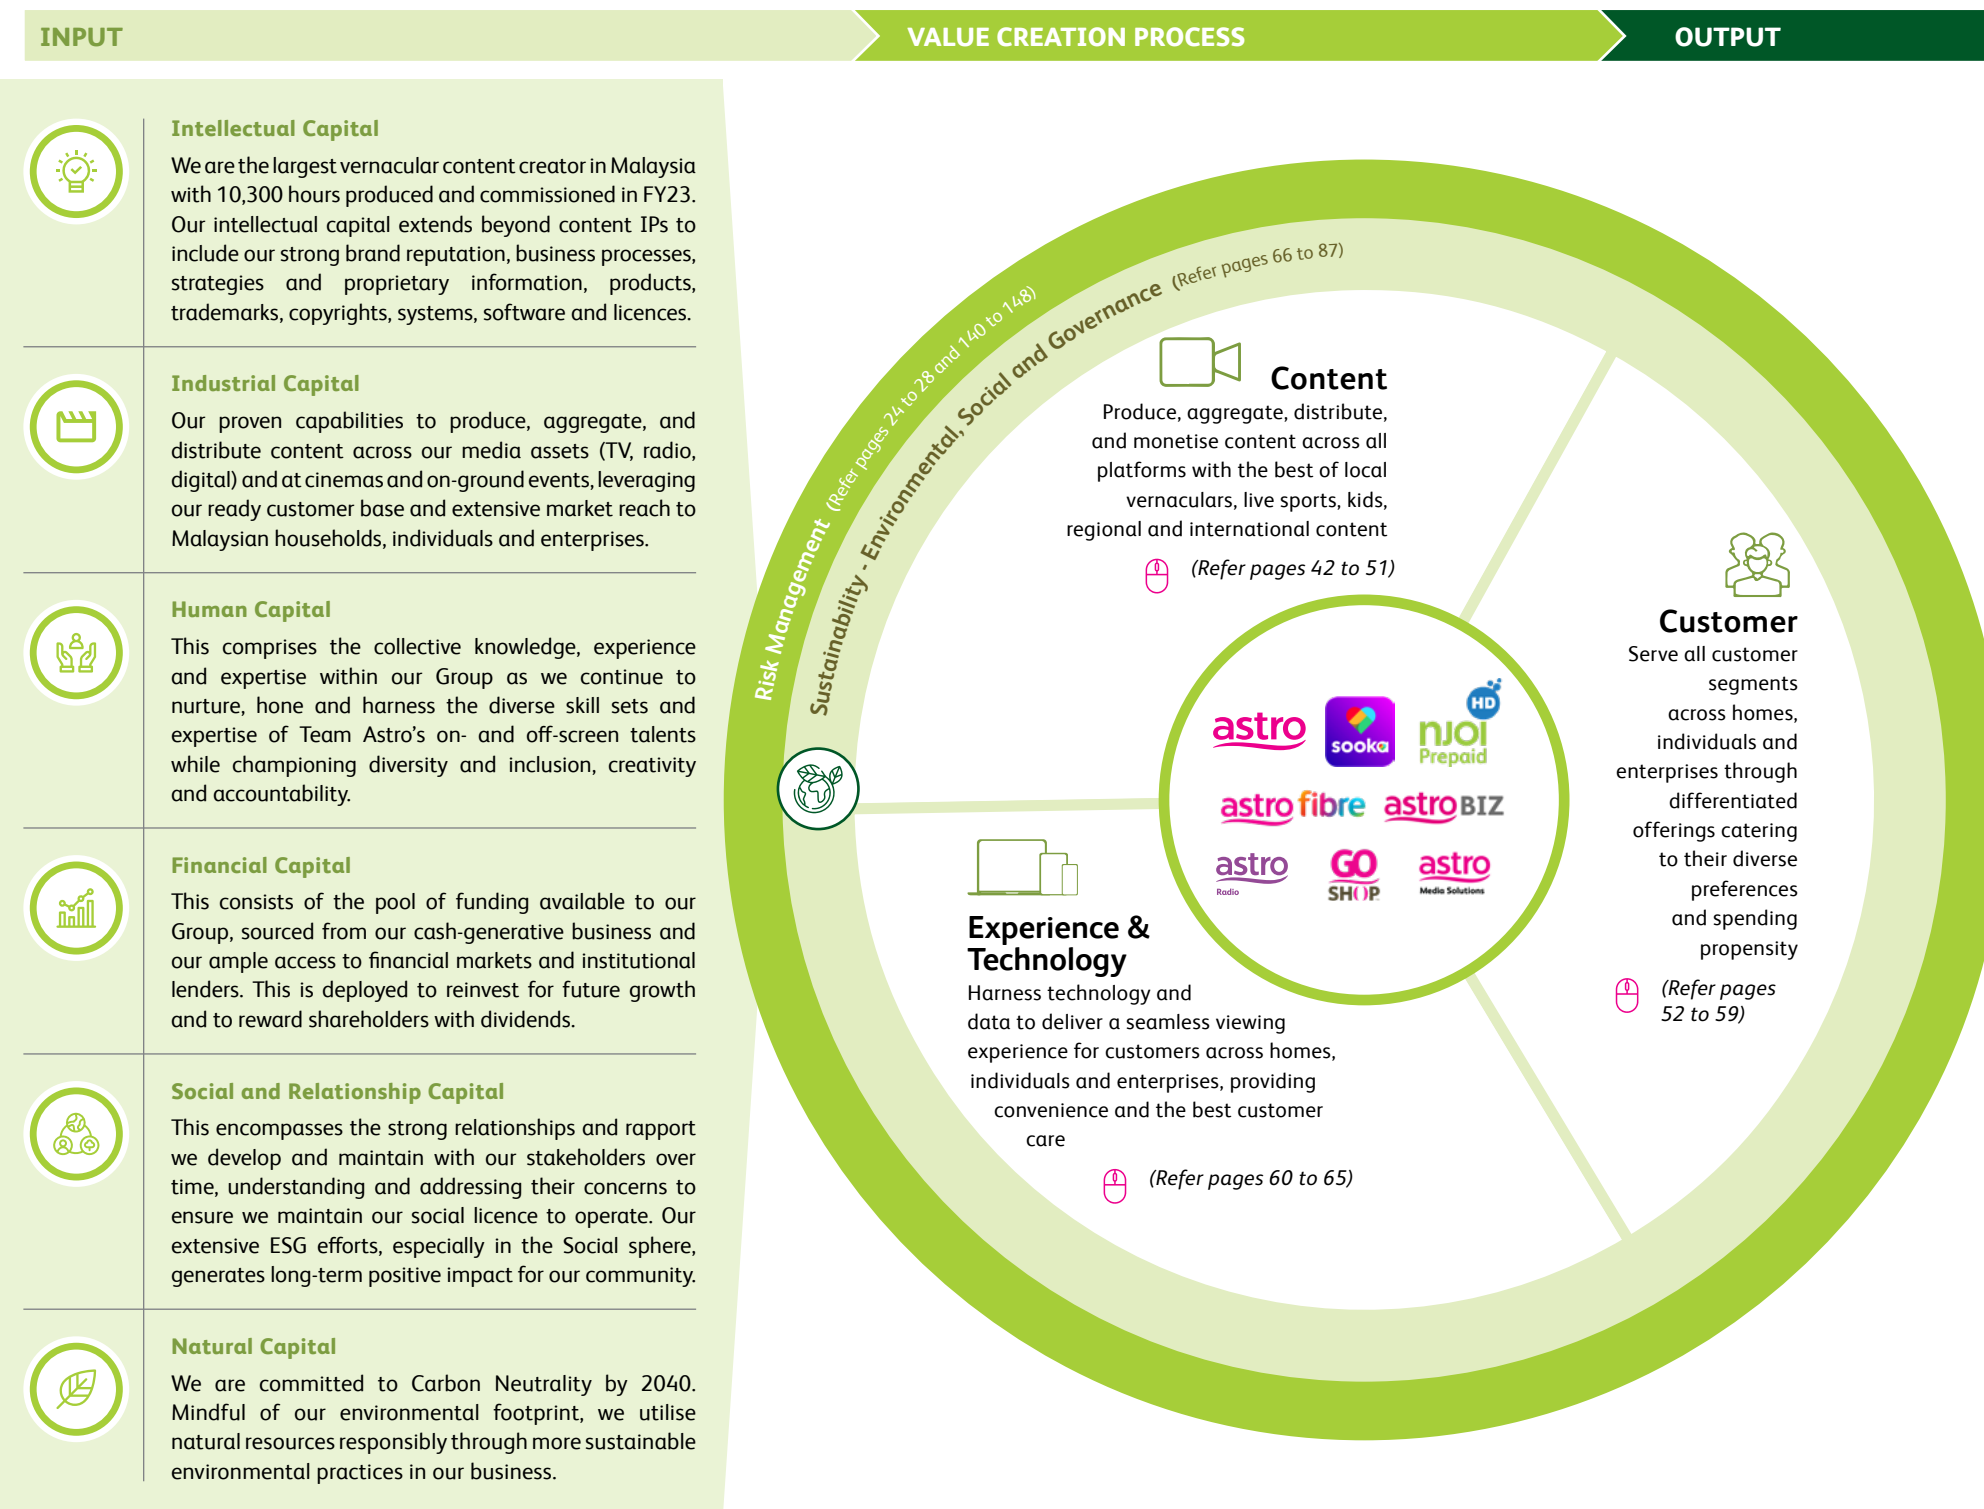 INPUT
VALUE CREATION PROCESS
OUTPUT
Intellectual Capital
We are the largest vernacular content creator in Malaysia
with 10,300 hours produced and commissioned in FY23.
Our intellectual capital extends beyond content IPs to
include our strong brand reputation, business processes,
strategies and proprietary information, products,
trademarks, copyrights, systems, software and licences.
Industrial Capital
Our proven capabilities to produce, aggregate, and
distribute content across our media assets (TV, radio,
digital) and at cinemas and on-ground events, leveraging
our ready customer base and extensive market reach to
Malaysian households, individuals and enterprises.
Human Capital
This comprises the collective knowledge, experience
and expertise within our Group as we continue to
nurture, hone and harness the diverse skill sets and
expertise of Team Astro's on- and off-screen talents
while championing diversity and inclusion, creativity
and accountability.
Financial Capital
This consists of the pool of funding available to our
Group, sourced from our cash-generative business and
our ample access to financial markets and institutional
lenders. This is deployed to reinvest for future growth
and to reward shareholders with dividends.
Social and Relationship Capital
This encompasses the strong relationships and rapport
we develop and maintain with our stakeholders over
time, understanding and addressing their concerns to
ensure we maintain our social licence to operate. Our
extensive ESG efforts, especially in the Social sphere,
generates long-term positive impact for our community.
Natural Capital
We are committed to Carbon Neutrality by 2040.
Mindful of our environmental footprint, we utilise
natural resources responsibly through more sustainable
environmental practices in our business.
Risk Management (Refer pages 24 to 28 and 140 to 148)
Sustainability - Environmental, Social and Governance (Refer pages 66 to 87)
Content
Produce, aggregate, distribute,
and monetise content across all
platforms with the best of local
vernaculars, live sports, kids,
regional and international content
(Refer pages 42 to 51)
Customer
Serve all customer
segments
across homes,
individuals and
enterprises through
differentiated
offerings catering
to their diverse
preferences
and spending
propensity
(Refer pages
52 to 59)
astro
sooka
HD
njoi
Prepaid
astro fibre
astro BIZ
astro
Radio
GO
SHOP
astro
Media Solutions
Experience &
Technology
Harness technology and
data to deliver a seamless viewing
experience for customers across homes,
individuals and enterprises, providing
convenience and the best customer
care
(Refer pages 60 to 65)